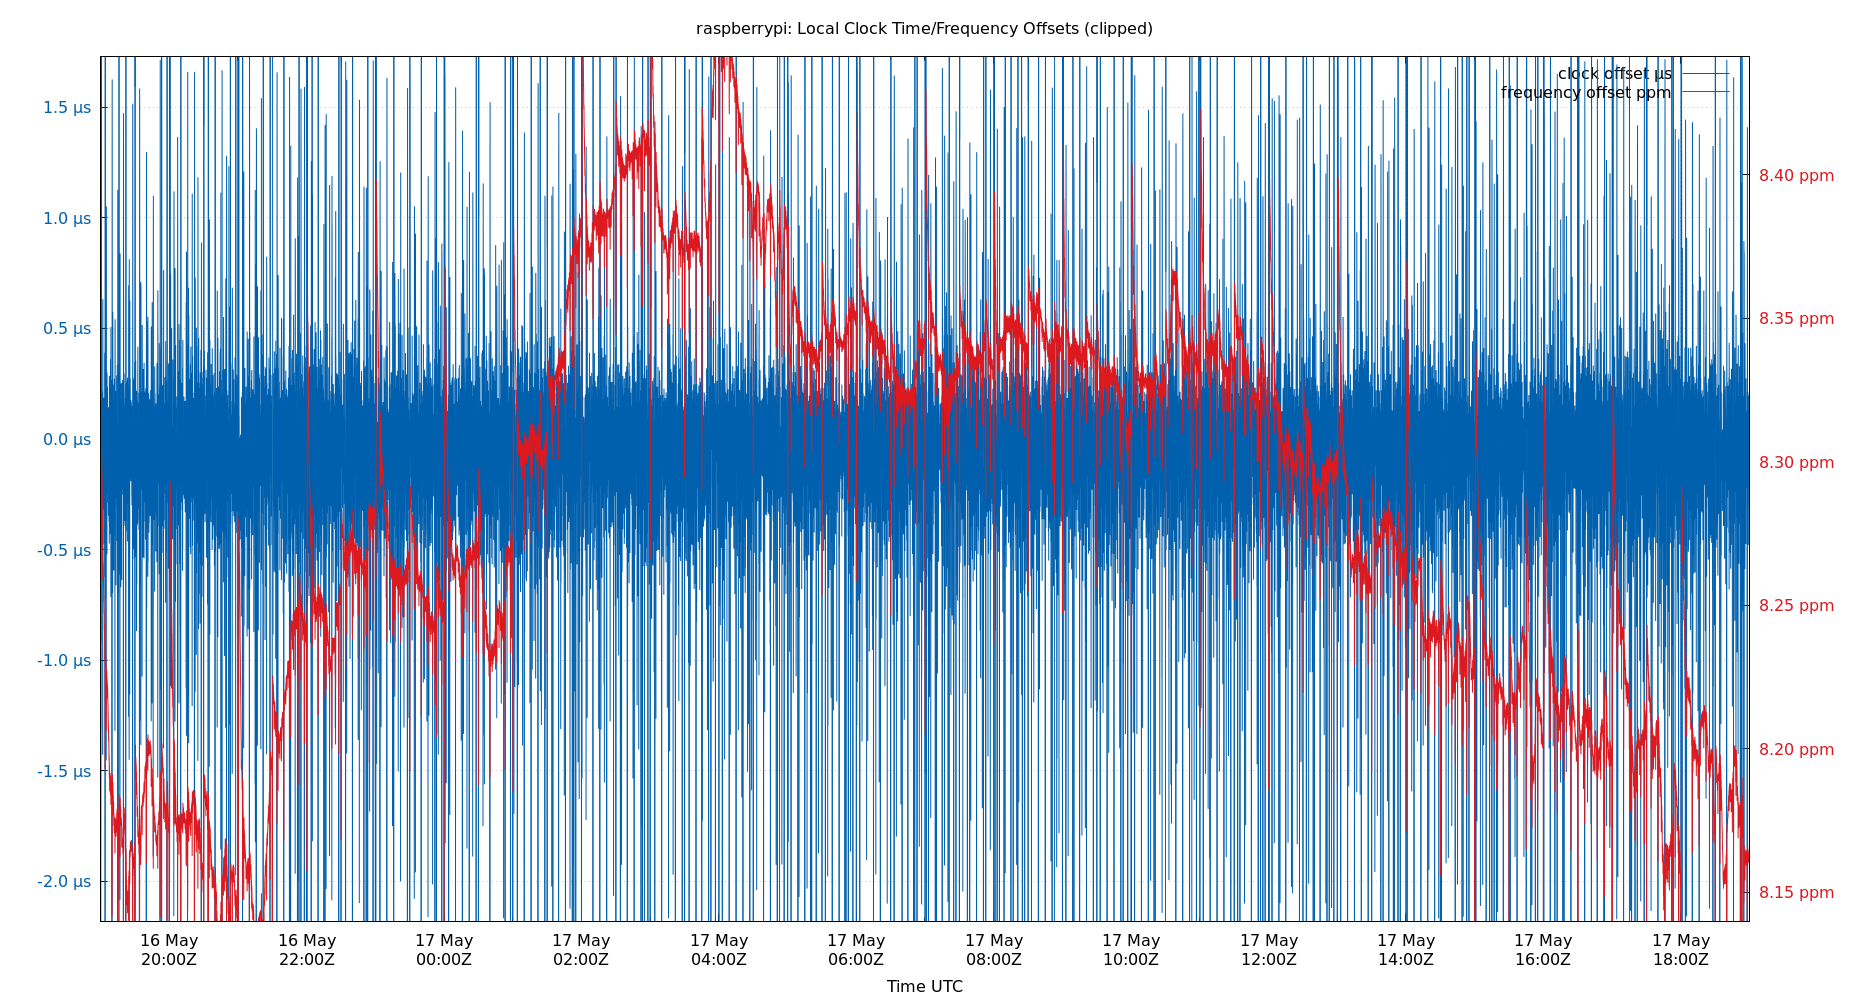 raspberrypi: Local Clock Time/Frequency Offsets (clipped)
clock offset µs
frequency offset ppm
1.5 µs
1.0 µs
0.5 µs
0.0 µs
-0.5 µs
-1.0 µs
-1.5 µs
-2.0 µs
8.40 ppm
8.35 ppm
8.30 ppm
8.25 ppm
8.20 ppm
8.15 ppm
16 May 16 May 17 May 17 May 17 May 17 May 17 May 17 May 17 May 17 May 17 May 17 May
20:00Z 22:00Z 00:00Z 02:00Z 04:00Z 06:00Z 08:00Z 10:00Z 12:00Z 14:00Z 16:00Z 18:00Z
Time UTC